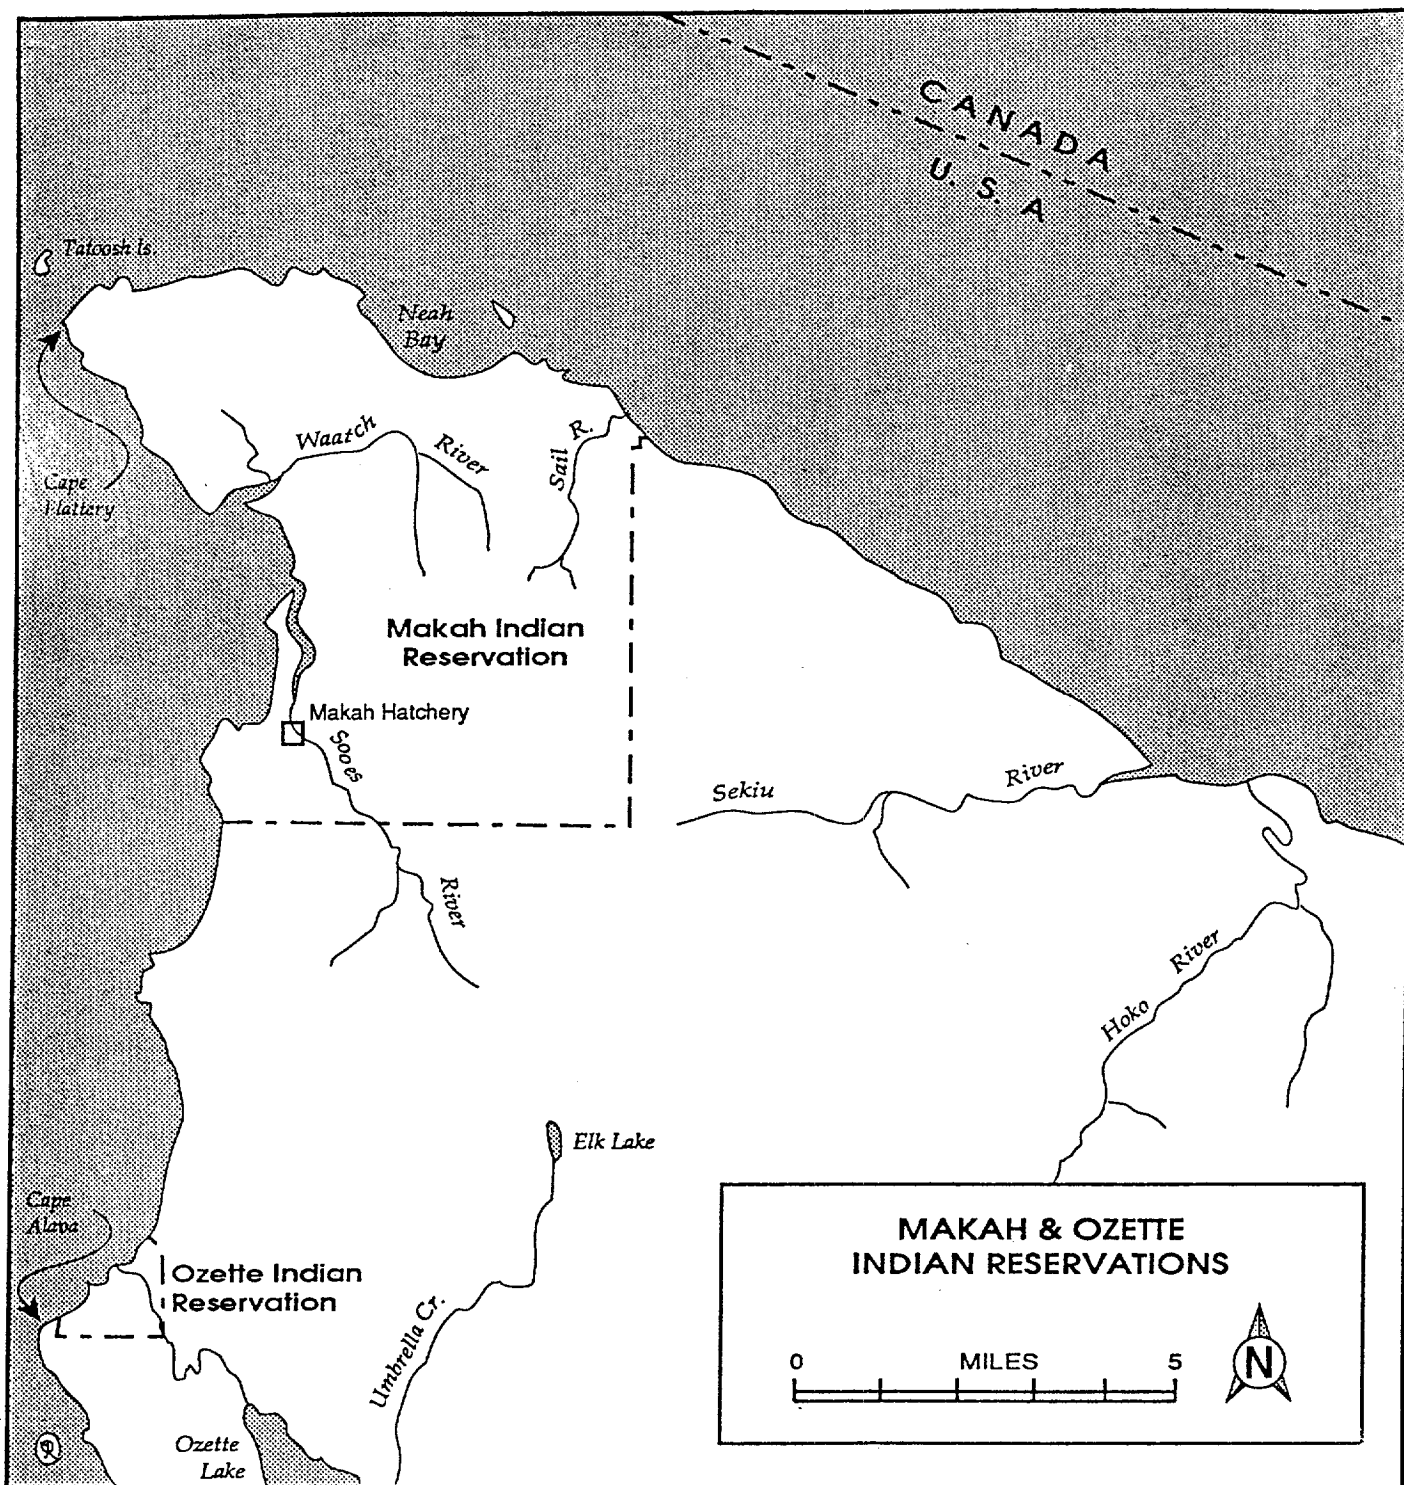 CANADA
U. S. A
Tatoosh Is.
Neah
Bay
Waatch
River
Sail R.
Cape
Flattery
Makah Indian
Reservation
Makah Hatchery
Sooes
River
Sekiu
River
Hoko
River
Elk Lake
Cape
Alava
Ozette Indian
Reservation
Umbrella Cr.
Ozette
Lake
MAKAH & OZETTE
INDIAN RESERVATIONS
0 MILES 5
N